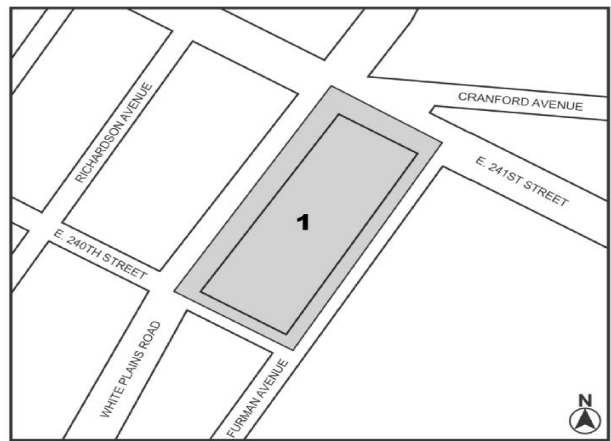 CRANFORD AVENUE
RICHARDSON AVENUE
E. 241ST STREET
1
E. 240TH STREET
WHITE PLAINS ROAD
FURMAN AVENUE
N